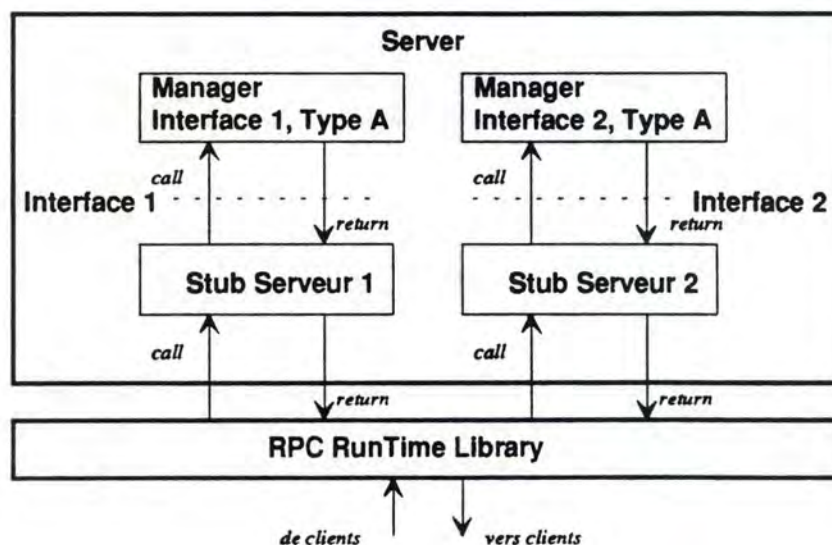 Server
Manager
Interface 1, Type A
Manager
Interface 2, Type A
call
call
Interface 1
Interface 2
return
return
Stub Serveur 1
Stub Serveur 2
call
call
return
return
RPC RunTime Library
de clients
vers clients